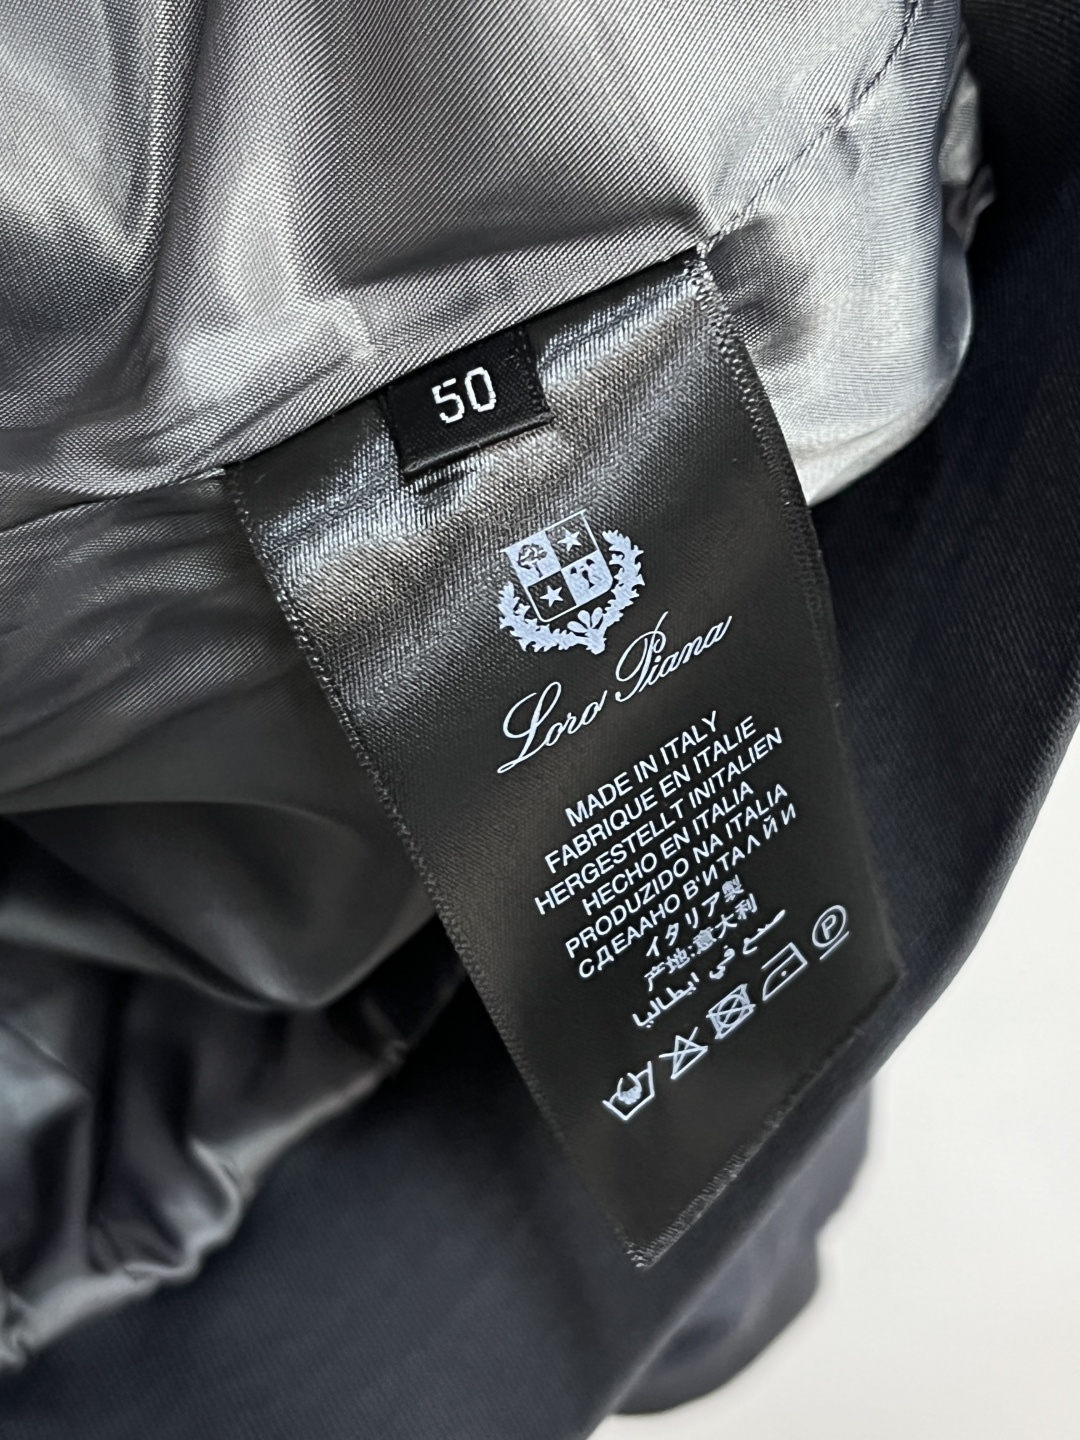 50
Loro Piana
MADE IN ITALY
FABRIQUE EN ITALIE
HERGESTELLT INITALIEN
HECHO EN ITALIA
PRODUZIDO NA ITALIA
СДЕААНО В'ИТАЛЙИ
イタリア製
产地:意大利
صنع في ايطاليا
P